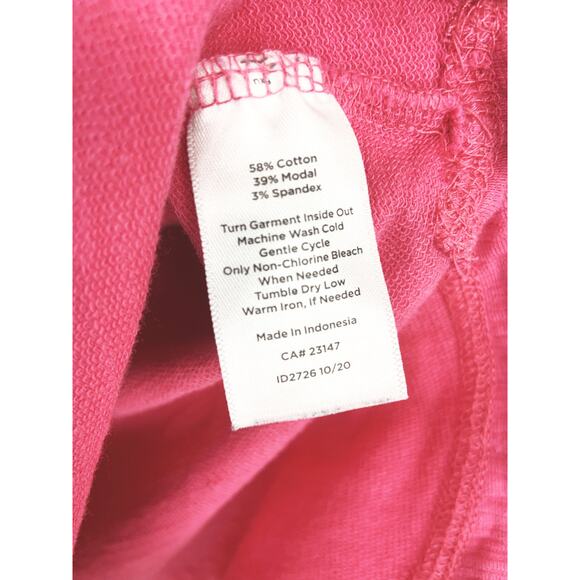 58% Cotton
39% Modal
3% Spandex
Turn Garment Inside Out
Machine Wash Cold
Gentle Cycle
Only Non-Chlorine Bleach
When Needed
Tumble Dry Low
Warm Iron, If Needed
Made In Indonesia
CA# 23147
ID2726 10/20